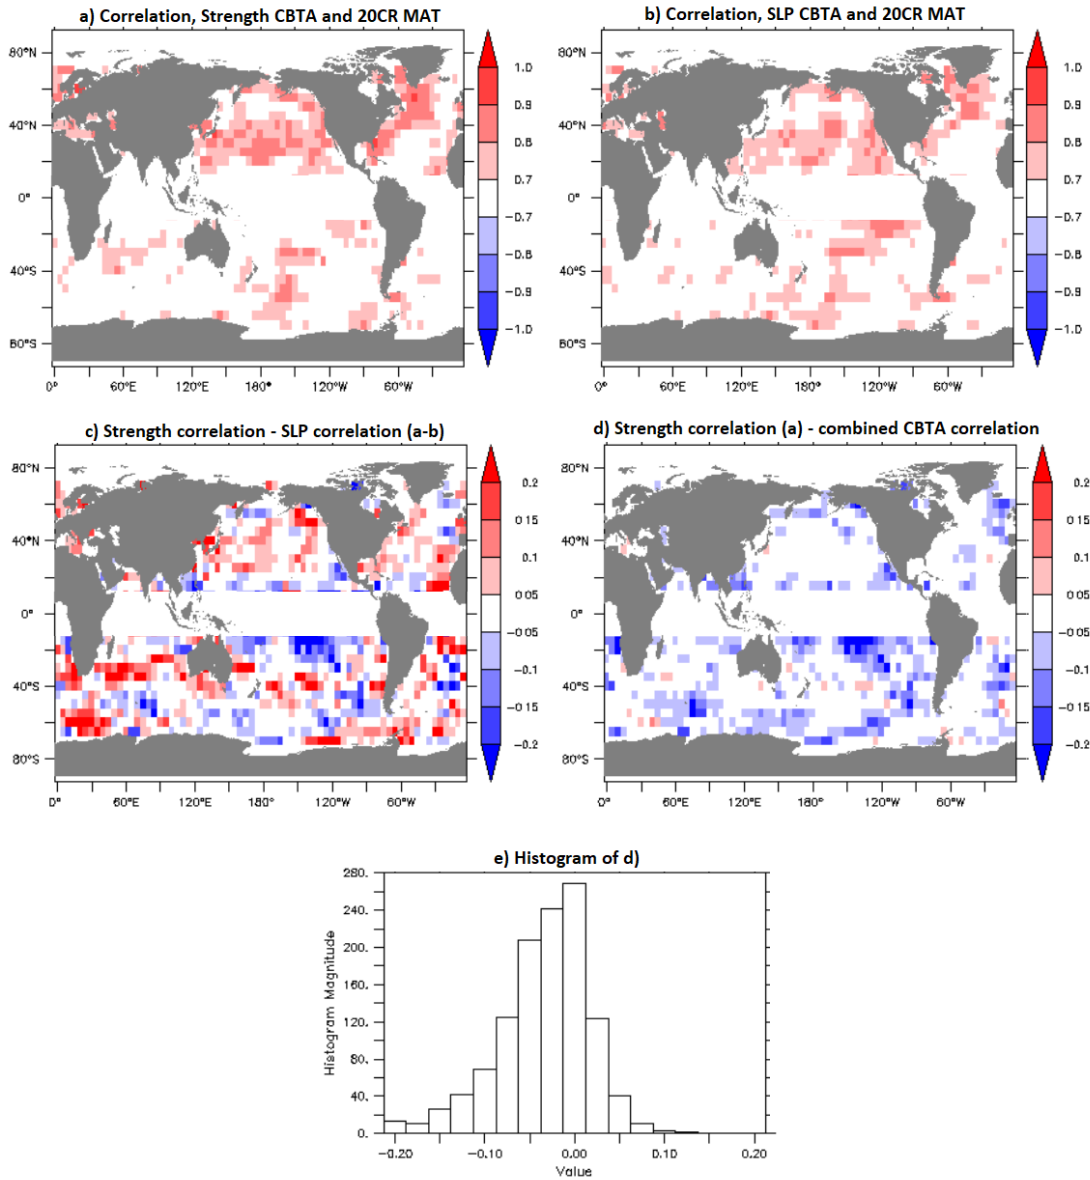 a) Correlation, Strength CBTA and 20CR MAT
80°N
40°N
0°
40°S
80°S
0°
60°E
120°E
180°
120°W
60°W
1.0
0.9
0.8
0.7
-0.7
-0.8
-0.9
-1.0
b) Correlation, SLP CBTA and 20CR MAT
80°N
40°N
0°
40°S
80°S
0°
60°E
120°E
180°
120°W
60°W
1.0
0.9
0.8
0.7
-0.7
-0.8
-0.9
-1.0
c) Strength correlation - SLP correlation (a-b)
80°N
40°N
0°
40°S
80°S
0°
60°E
120°E
180°
120°W
60°W
0.2
0.15
0.1
0.05
-0.05
-0.1
-0.15
-0.2
d) Strength correlation (a) - combined CBTA correlation
80°N
40°N
0°
40°S
80°S
0°
60°E
120°E
180°
120°W
60°W
0.2
0.15
0.1
0.05
-0.05
-0.1
-0.15
-0.2
e) Histogram of d)
Histogram Magnitude
280.
240.
200.
160.
120.
80.
40.
0.
-0.20
-0.10
0.00
0.10
0.20
Value